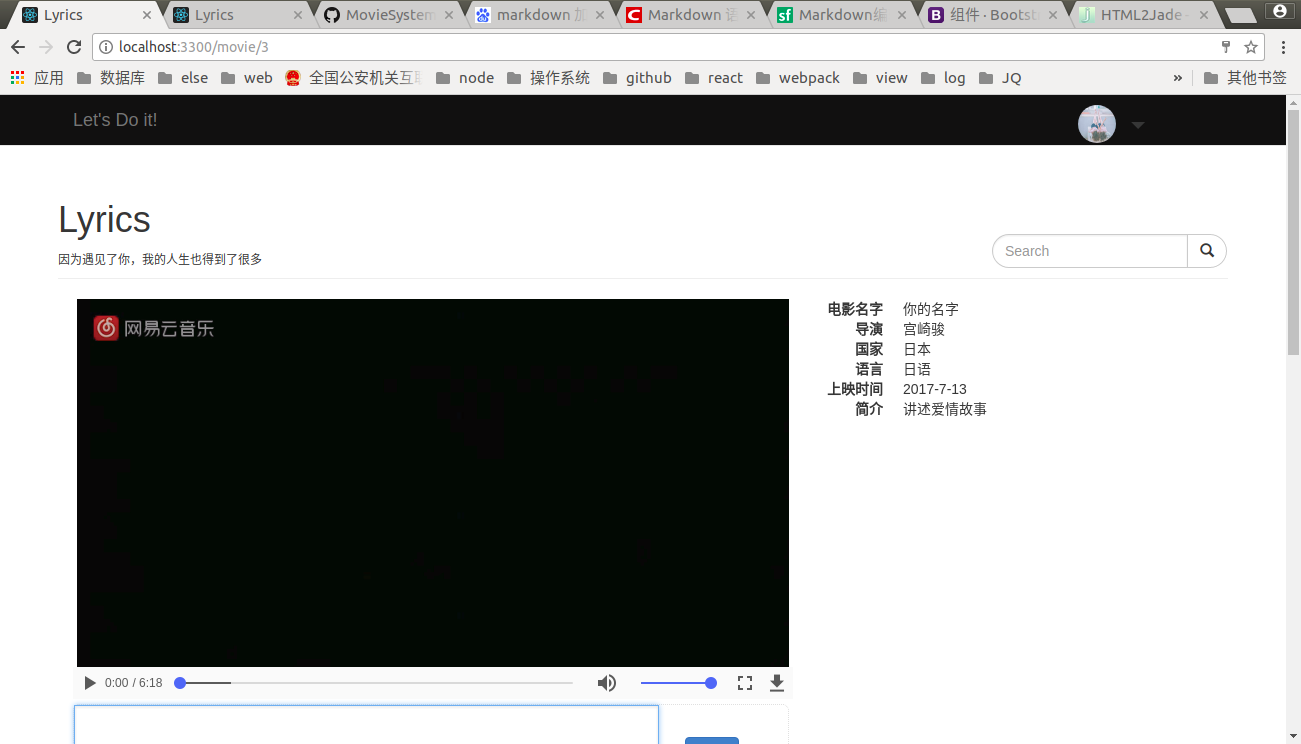 Lyrics Lyrics MovieSystem markdown 加 Markdown 语 Markdown编 组件 · Bootst HTML2Jade -
localhost:3300/movie/3
应用 数据库 else web 全国公安机关互联 node 操作系统 github react webpack view log JQ » 其他书签
Let's Do it!
Lyrics
因为遇见了你，我的人生也得到了很多
Search
网易云音乐
电影名字 你的名字
导演 宫崎骏
国家 日本
语言 日语
上映时间 2017-7-13
简介 讲述爱情故事
0:00 / 6:18